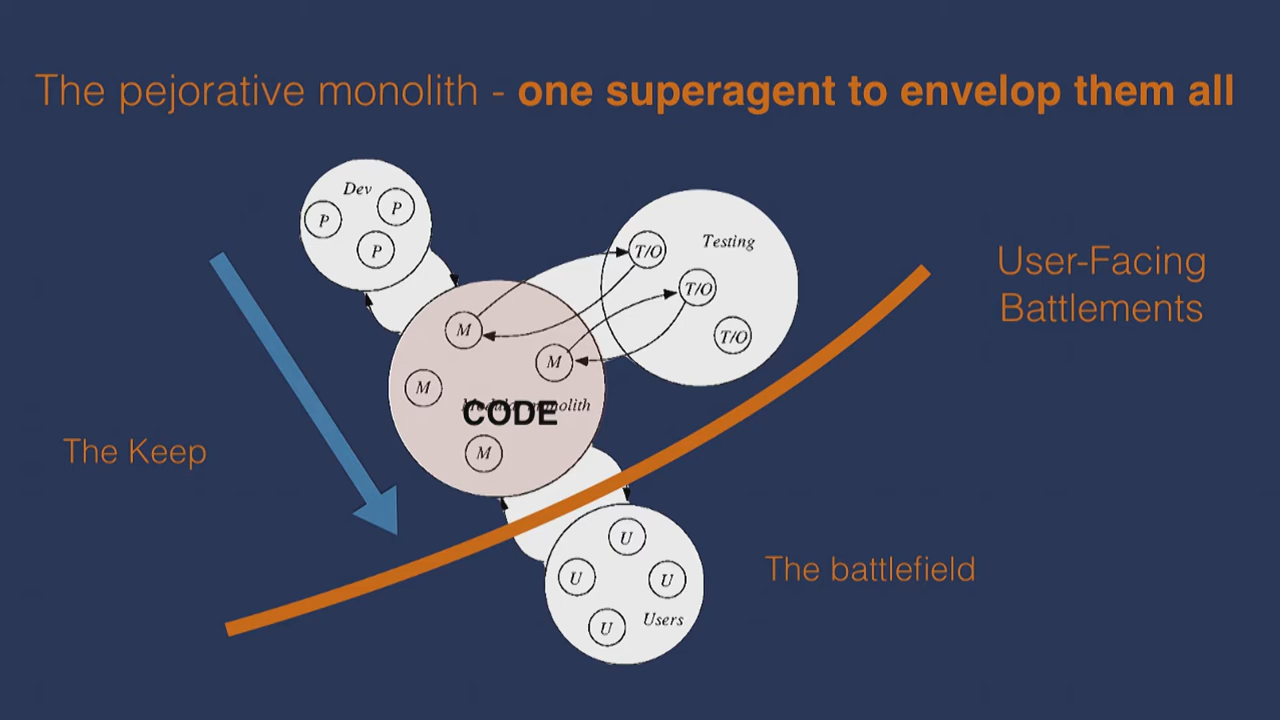 The pejorative monolith - one superagent to envelop them all
Dev
P
P
P
Testing
T/O
T/O
T/O
User-Facing
Battlements
M
M
M
CODE
M
The Keep
U
U
U
U
Users
The battlefield